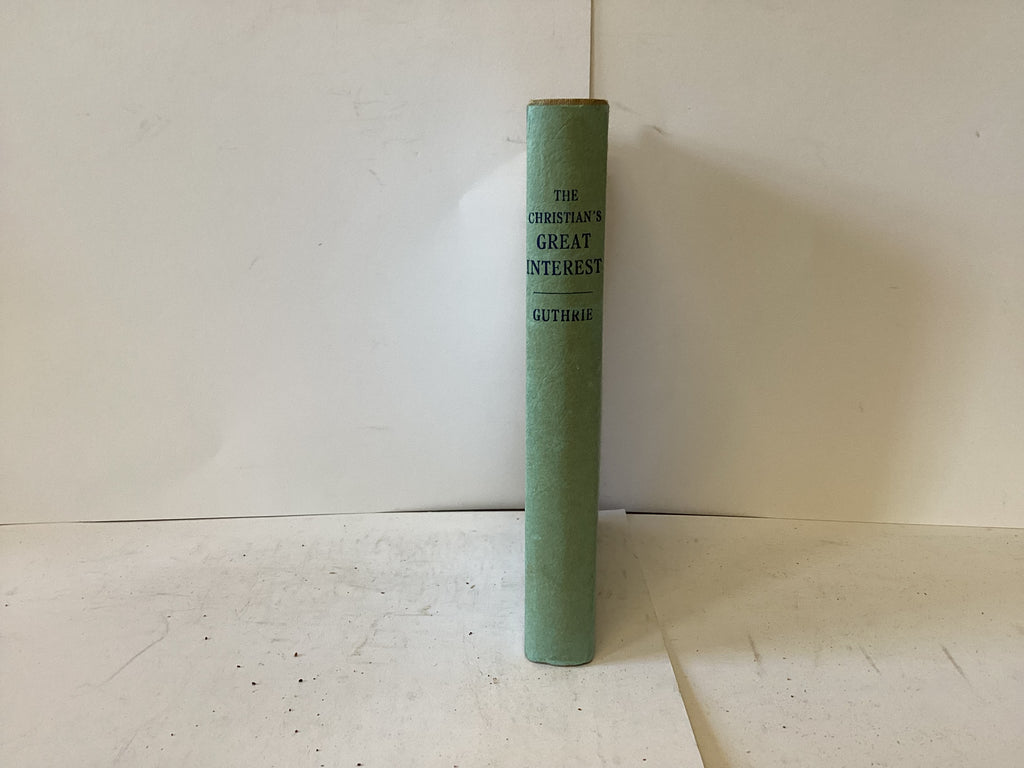 THE
CHRISTIAN'S
GREAT
INTEREST
GUTHRIE